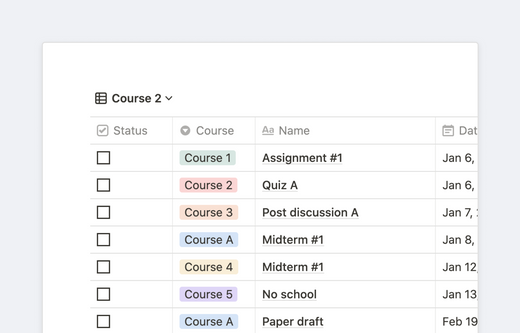 Course 2
Status Course Aa Name Dat
Course 1 Assignment #1 Jan 6,
Course 2 Quiz A Jan 6,
Course 3 Post discussion A Jan 7,
Course A Midterm #1 Jan 8,
Course 4 Midterm #1 Jan 12,
Course 5 No school Jan 13,
Course A Paper draft Feb 19